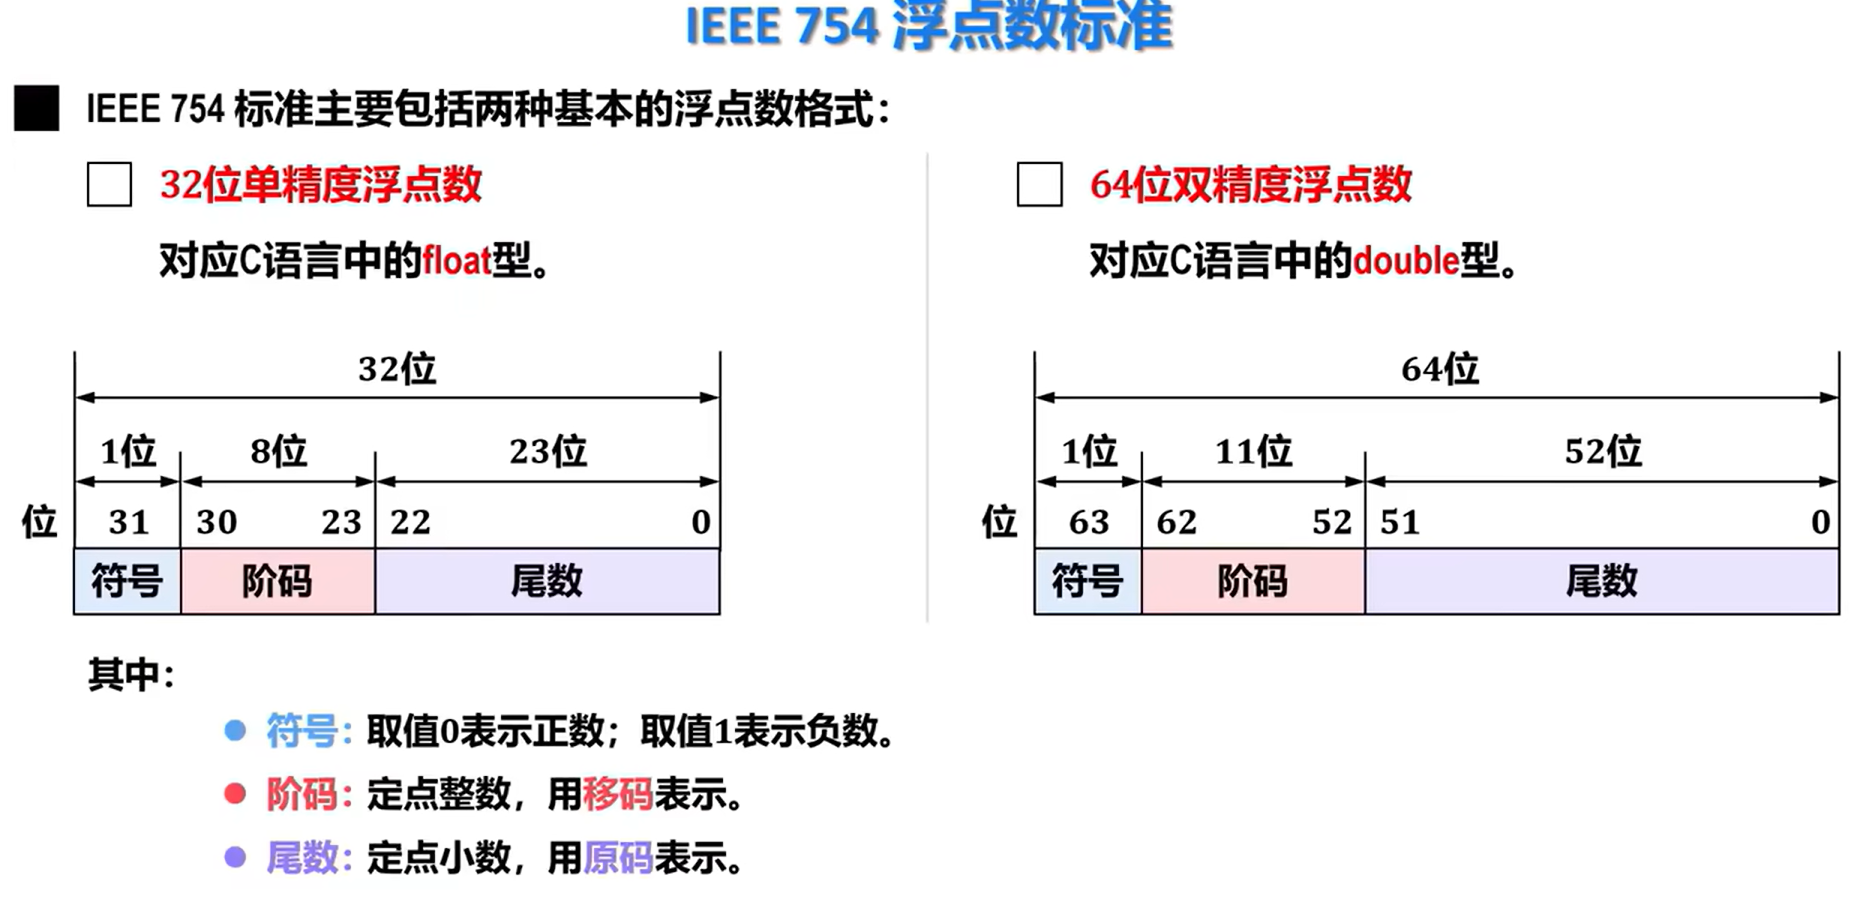 IEEE 754 浮点数标准
IEEE 754 标准主要包括两种基本的浮点数格式：
32位单精度浮点数
对应C语言中的float型。
32位
1位 8位 23位
位 31 30 23 22 0
符号 阶码 尾数
64位双精度浮点数
对应C语言中的double型。
64位
1位 11位 52位
位 63 62 52 51 0
符号 阶码 尾数
其中：
符号：取值0表示正数；取值1表示负数。
阶码：定点整数，用移码表示。
尾数：定点小数，用原码表示。